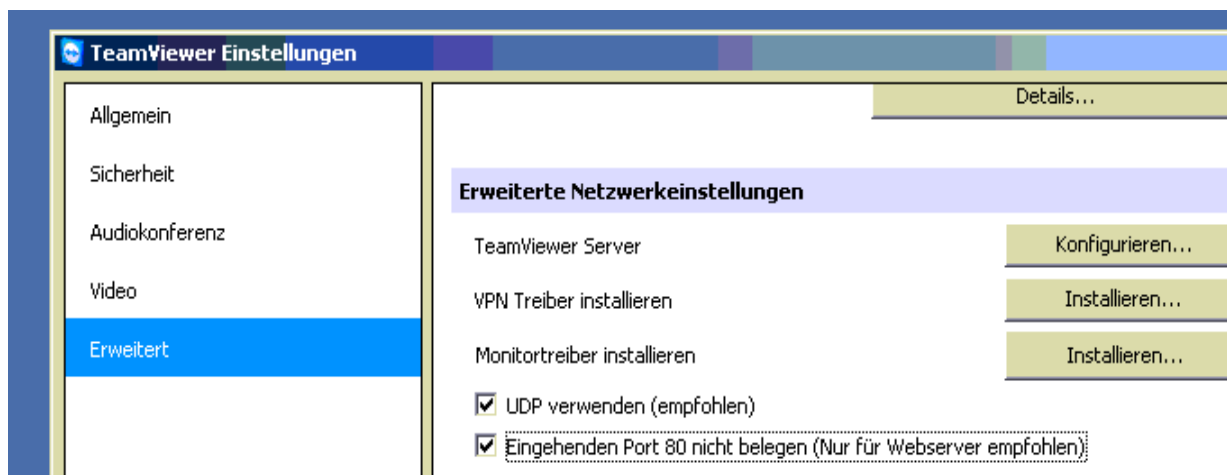 TeamViewer Einstellungen
Allgemein
Sicherheit
Audiokonferenz
Video
Erweitert
Details...
Erweiterte Netzwerkeinstellungen
TeamViewer Server Konfigurieren...
VPN Treiber installieren Installieren...
Monitortreiber installieren Installieren...
UDP verwenden (empfohlen)
Eingehenden Port 80 nicht belegen (Nur für Webserver empfohlen)